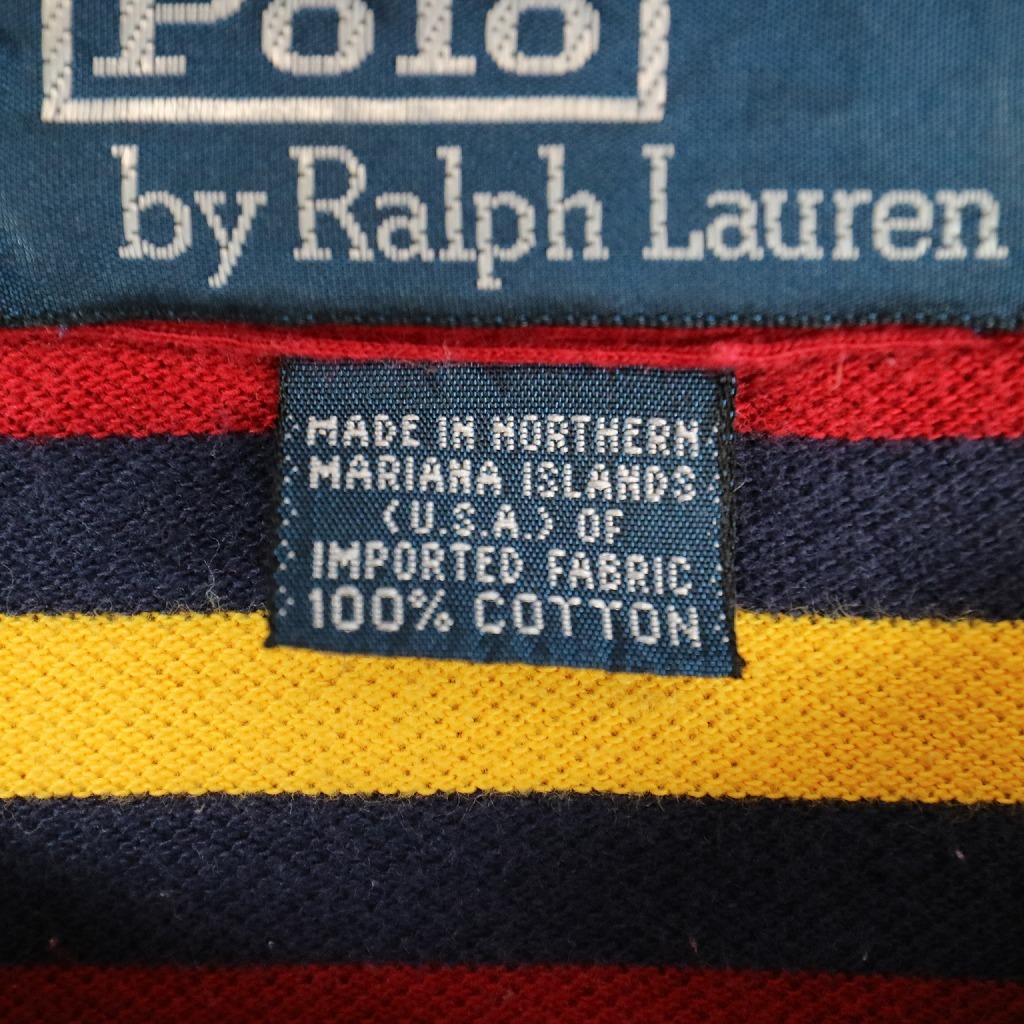 Polo
by Ralph Lauren
MADE IN NORTHERN
MARIANA ISLANDS
(U.S.A.) OF
IMPORTED FABRIC
100% COTTON